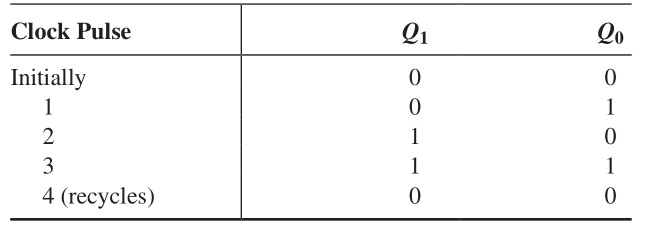 Clock Pulse Q1 Q0
Initially 0 0
1 0 1
2 1 0
3 1 1
4 (recycles) 0 0